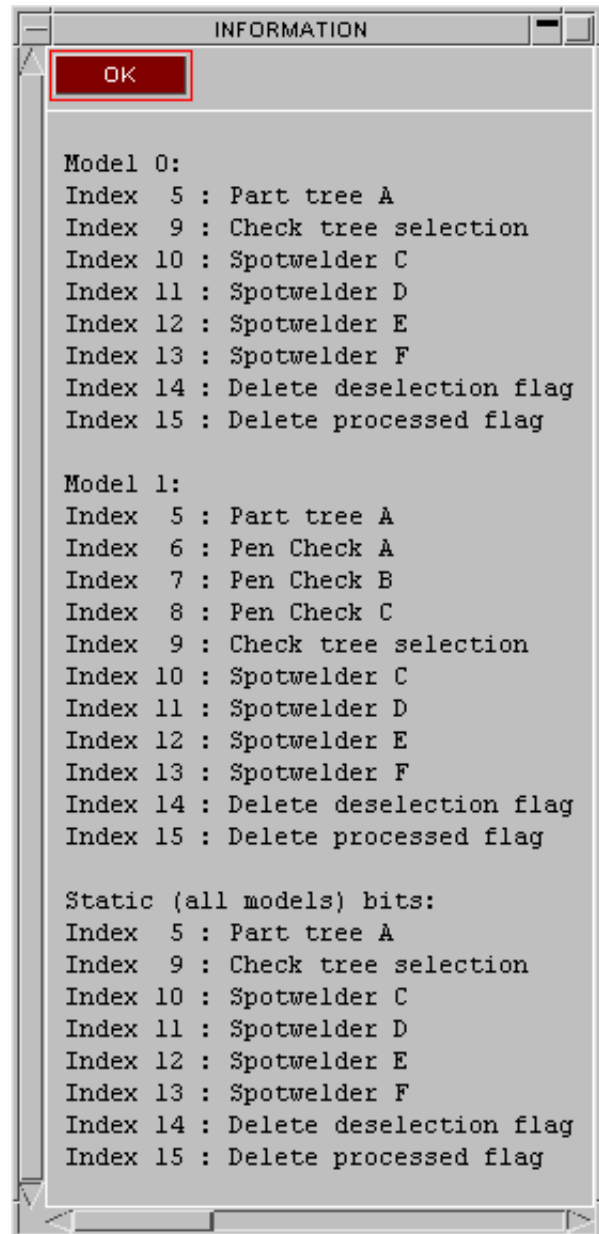 INFORMATION
OK
Model 0:
Index  5 : Part tree A
Index  9 : Check tree selection
Index 10 : Spotwelder C
Index 11 : Spotwelder D
Index 12 : Spotwelder E
Index 13 : Spotwelder F
Index 14 : Delete deselection flag
Index 15 : Delete processed flag
Model 1:
Index  5 : Part tree A
Index  6 : Pen Check A
Index  7 : Pen Check B
Index  8 : Pen Check C
Index  9 : Check tree selection
Index 10 : Spotwelder C
Index 11 : Spotwelder D
Index 12 : Spotwelder E
Index 13 : Spotwelder F
Index 14 : Delete deselection flag
Index 15 : Delete processed flag
Static (all models) bits:
Index  5 : Part tree A
Index  9 : Check tree selection
Index 10 : Spotwelder C
Index 11 : Spotwelder D
Index 12 : Spotwelder E
Index 13 : Spotwelder F
Index 14 : Delete deselection flag
Index 15 : Delete processed flag